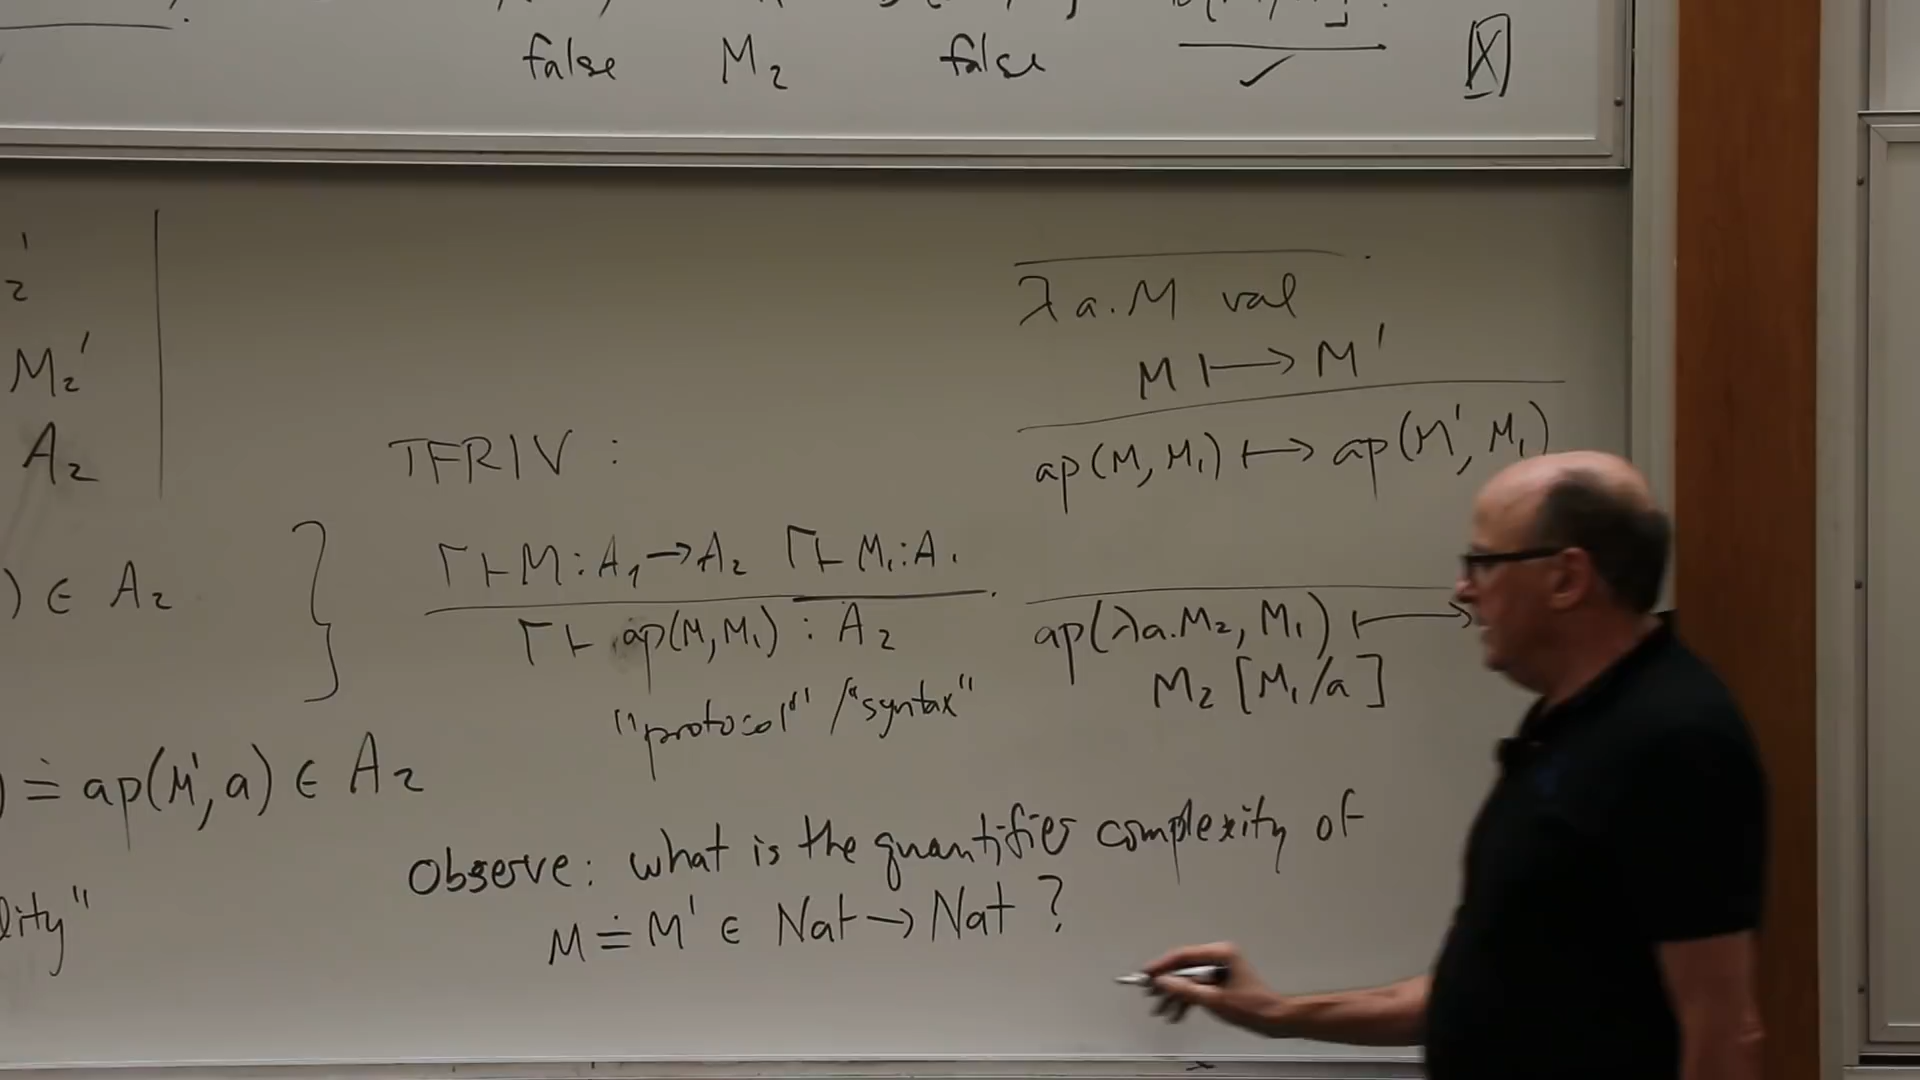 false M₂ false ✓
λa.M val
M ↦ M'
ap(M, M₁) ↦ ap(M', M₁)
ap(λa.M₂, M₁) ↦
M₂ [M₁/a]
₂'
M₂'
A₂
) ∈ A₂ }
) ≐ ap(M', a) ∈ A₂
lity"
TFRIV :
Γ ⊢ M : A₁ → A₂ Γ ⊢ M₁ : A₁
Γ ⊢ ap(M, M₁) : A₂
"protocol" / "syntax"
Observe: what is the quantifier complexity of
M ≐ M' ∈ Nat → Nat ?